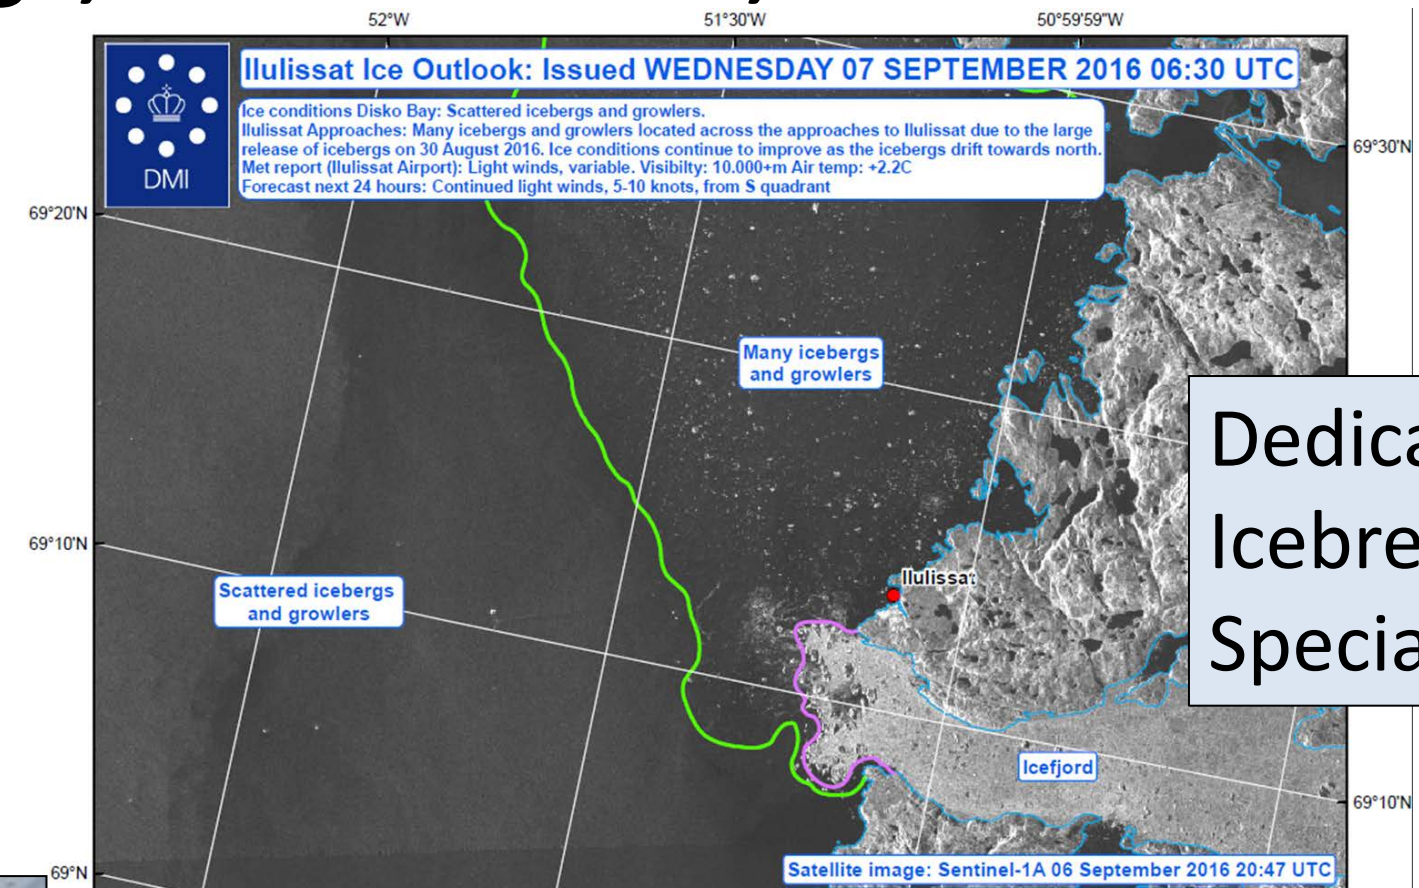 52°W 51°30'W 50°59'59"W
DMI
Ilulissat Ice Outlook: Issued WEDNESDAY 07 SEPTEMBER 2016 06:30 UTC
Ice conditions Disko Bay: Scattered icebergs and growlers.
Ilulissat Approaches: Many icebergs and growlers located across the approaches to Ilulissat due to the large
release of icebergs on 30 August 2016. Ice conditions continue to improve as the icebergs drift towards north.
Met report (Ilulissat Airport): Light winds, variable. Visibilty: 10.000+m Air temp: +2.2C
Forecast next 24 hours: Continued light winds, 5-10 knots, from S quadrant
69°30'N
69°20'N
Many icebergs
and growlers
69°10'N
Scattered icebergs
and growlers
Ilulissat
Icefjord
69°10'N
69°N
Satellite image: Sentinel-1A 06 September 2016 20:47 UTC
Dedica
Icebre
Specia